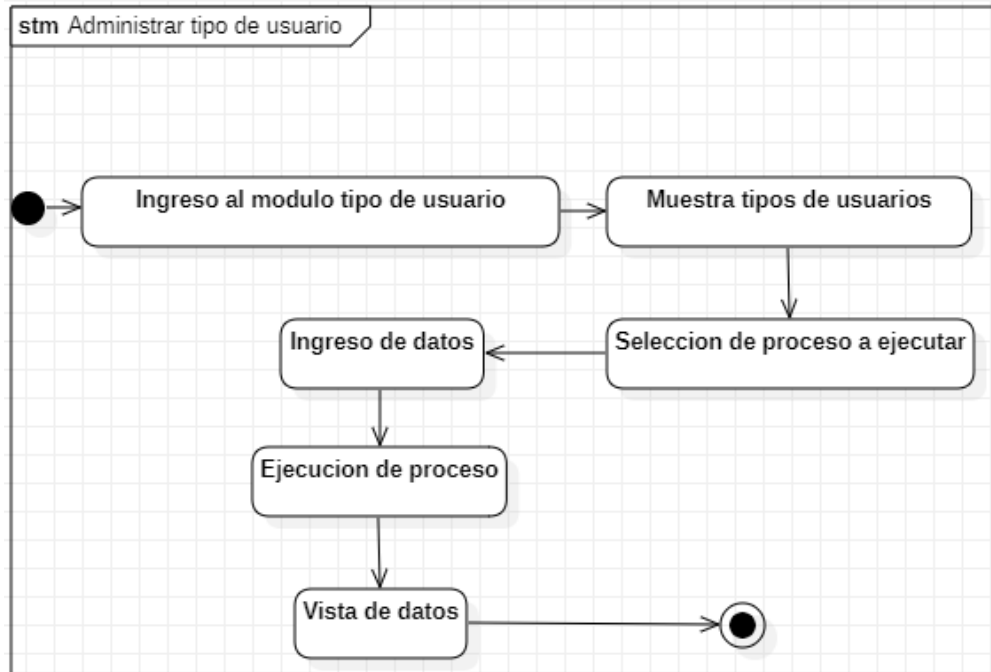 stm Administrar tipo de usuario
Ingreso al modulo tipo de usuario
Muestra tipos de usuarios
Seleccion de proceso a ejecutar
Ingreso de datos
Ejecucion de proceso
Vista de datos